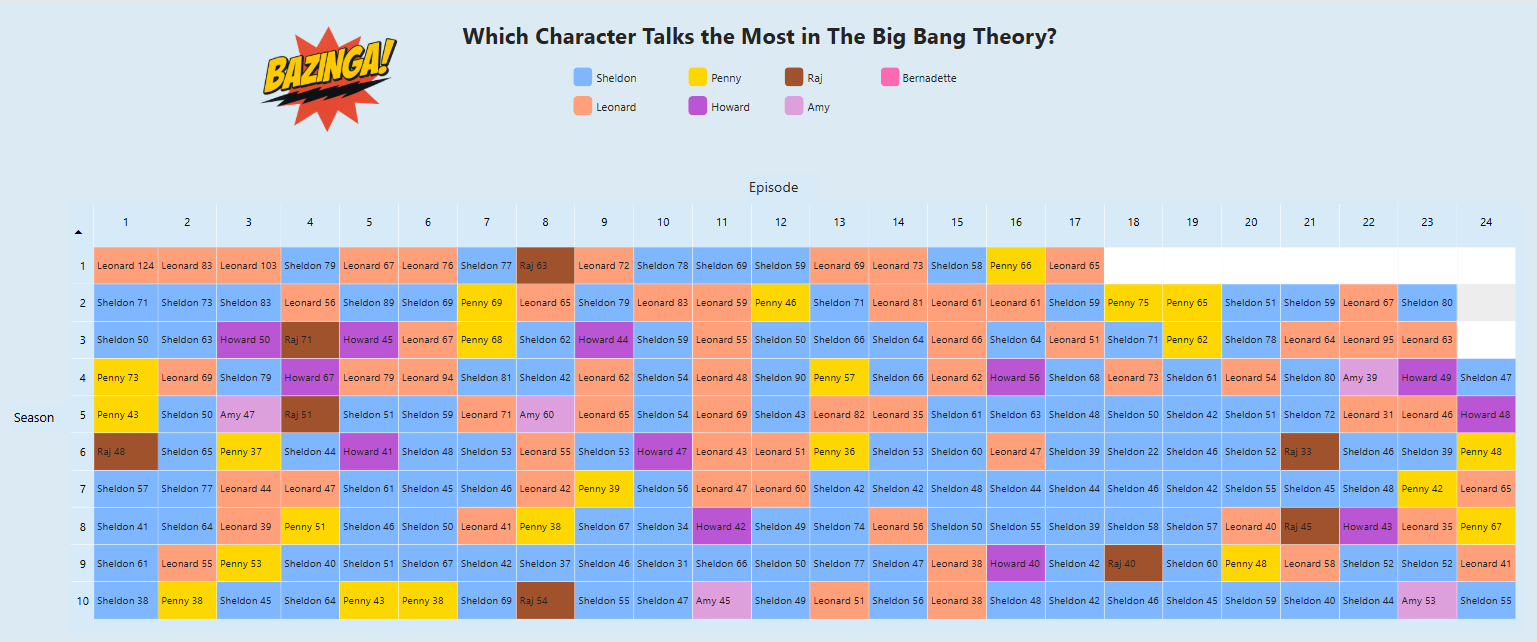 BAZINGA!
Which Character Talks the Most in The Big Bang Theory?
Sheldon Penny Raj Bernadette
Leonard Howard Amy
Episode
1 2 3 4 5 6 7 8 9 10 11 12 13 14 15 16 17 18 19 20 21 22 23 24
1 Leonard 124 Leonard 83 Leonard 103 Sheldon 79 Leonard 67 Leonard 76 Sheldon 77 Raj 63 Leonard 72 Sheldon 78 Sheldon 69 Sheldon 59 Leonard 69 Leonard 73 Sheldon 58 Penny 66 Leonard 65
2 Sheldon 71 Sheldon 73 Sheldon 83 Leonard 56 Sheldon 89 Sheldon 69 Penny 69 Leonard 65 Sheldon 79 Leonard 83 Leonard 59 Penny 46 Sheldon 71 Leonard 81 Leonard 61 Leonard 61 Sheldon 59 Penny 75 Penny 65 Sheldon 51 Sheldon 59 Leonard 67 Sheldon 80
3 Sheldon 50 Sheldon 63 Howard 50 Raj 71 Howard 45 Leonard 67 Penny 68 Sheldon 62 Howard 44 Sheldon 59 Leonard 55 Sheldon 50 Sheldon 66 Sheldon 64 Leonard 66 Sheldon 64 Leonard 51 Sheldon 71 Penny 62 Sheldon 78 Leonard 64 Leonard 95 Leonard 63
4 Penny 73 Leonard 69 Sheldon 79 Howard 67 Leonard 79 Leonard 94 Sheldon 81 Sheldon 42 Leonard 62 Sheldon 54 Leonard 48 Sheldon 90 Penny 57 Sheldon 66 Leonard 62 Howard 56 Sheldon 68 Leonard 73 Sheldon 61 Leonard 54 Sheldon 80 Amy 39 Howard 49 Sheldon 47
Season
5 Penny 43 Sheldon 50 Amy 47 Raj 51 Sheldon 51 Sheldon 59 Leonard 71 Amy 60 Leonard 65 Sheldon 54 Leonard 69 Sheldon 43 Leonard 82 Leonard 35 Sheldon 61 Sheldon 63 Sheldon 48 Sheldon 50 Sheldon 42 Sheldon 51 Sheldon 72 Leonard 31 Leonard 46 Howard 48
6 Raj 48 Sheldon 65 Penny 37 Sheldon 44 Howard 41 Sheldon 48 Sheldon 53 Leonard 55 Sheldon 53 Howard 47 Leonard 43 Leonard 51 Penny 36 Sheldon 53 Sheldon 60 Leonard 47 Sheldon 39 Sheldon 22 Sheldon 46 Sheldon 52 Raj 33 Sheldon 46 Sheldon 39 Penny 48
7 Sheldon 57 Sheldon 77 Leonard 44 Leonard 47 Sheldon 61 Sheldon 45 Sheldon 46 Leonard 42 Penny 39 Sheldon 56 Leonard 47 Leonard 60 Sheldon 42 Sheldon 42 Sheldon 48 Sheldon 44 Sheldon 44 Sheldon 46 Sheldon 42 Sheldon 55 Sheldon 45 Sheldon 48 Penny 42 Leonard 65
8 Sheldon 41 Sheldon 64 Leonard 39 Penny 51 Sheldon 46 Sheldon 50 Leonard 41 Penny 38 Sheldon 67 Sheldon 34 Howard 42 Sheldon 49 Sheldon 74 Leonard 56 Sheldon 50 Sheldon 55 Sheldon 39 Sheldon 58 Sheldon 57 Leonard 40 Raj 45 Howard 43 Leonard 35 Penny 67
9 Sheldon 61 Leonard 55 Penny 53 Sheldon 40 Sheldon 51 Sheldon 67 Sheldon 42 Sheldon 37 Sheldon 46 Sheldon 31 Sheldon 66 Sheldon 50 Sheldon 77 Sheldon 47 Leonard 38 Howard 40 Sheldon 42 Raj 40 Sheldon 60 Penny 48 Leonard 58 Sheldon 52 Sheldon 52 Leonard 41
10 Sheldon 38 Penny 38 Sheldon 45 Sheldon 64 Penny 43 Penny 38 Sheldon 69 Raj 54 Sheldon 55 Sheldon 47 Amy 45 Sheldon 49 Leonard 51 Sheldon 56 Leonard 38 Sheldon 48 Sheldon 42 Sheldon 46 Sheldon 45 Sheldon 59 Sheldon 40 Sheldon 44 Amy 53 Sheldon 55